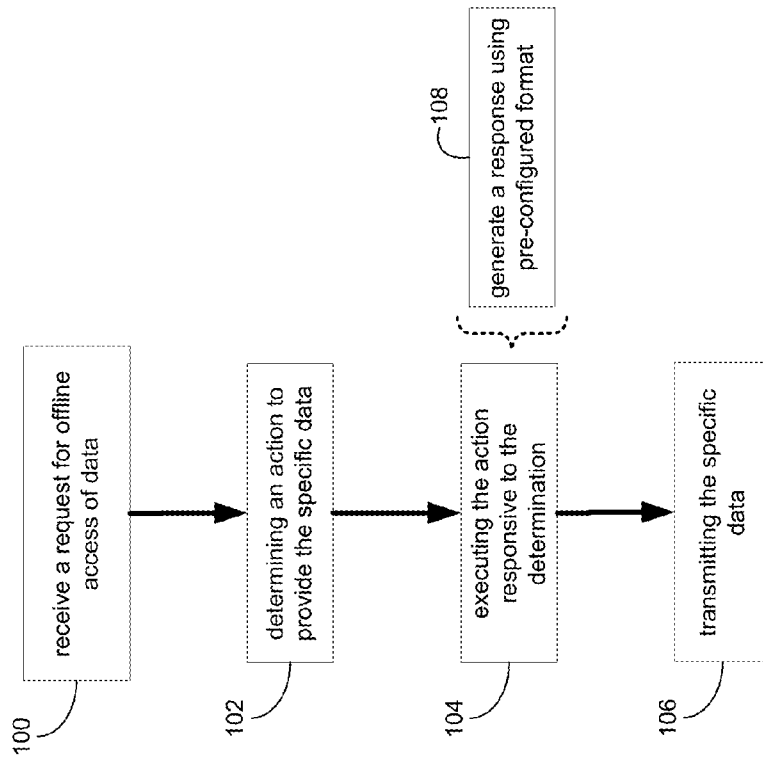 100
receive a request for offline
access of data
102
determining an action to
provide the specific data
104
executing the action
responsive to the
determination
108
generate a response using
pre-configured format
106
transmitting the specific
data